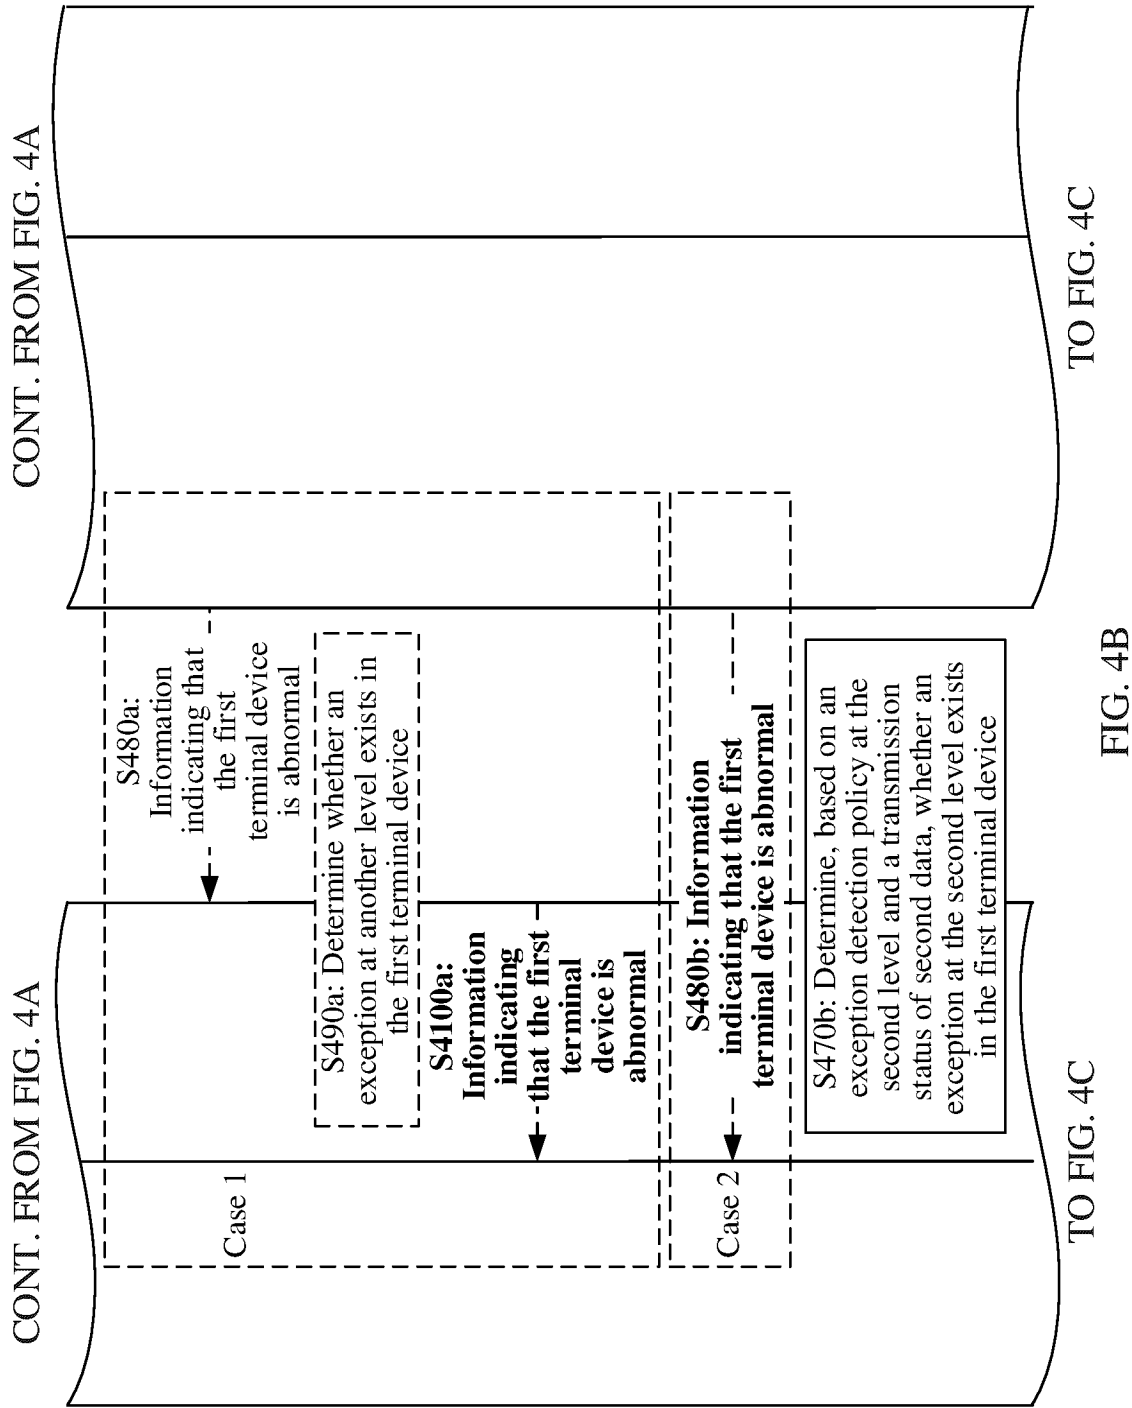 CONT. FROM FIG. 4A
CONT. FROM FIG. 4A
S480a:
Information
indicating that
the first
terminal device
is abnormal
Case 1
S490a: Determine whether an
exception at another level exists in
the first terminal device
S4100a:
Information
indicating
that the first
terminal
device is
abnormal
Case 2
S480b: Information
indicating that the first
terminal device is abnormal
S470b: Determine, based on an
exception detection policy at the
second level and a transmission
status of second data, whether an
exception at the second level exists
in the first terminal device
TO FIG. 4C
TO FIG. 4C
FIG. 4B